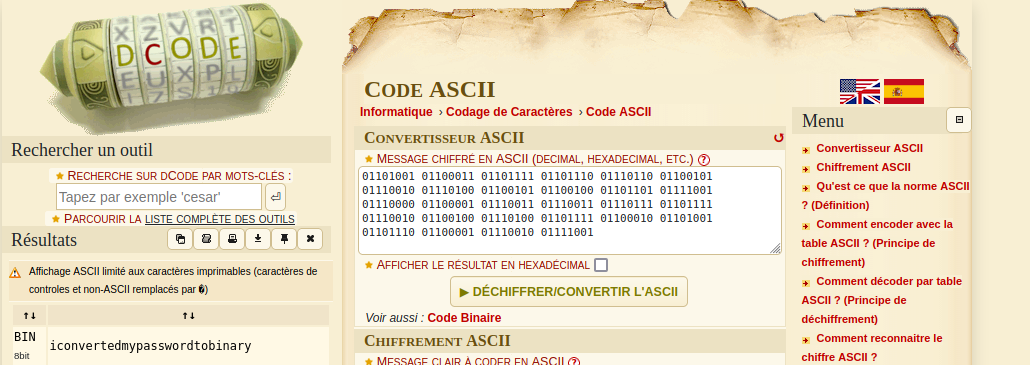 DCODE
Rechercher un outil
Recherche sur dCode par mots-clés :
Tapez par exemple 'cesar'
Parcourir la liste complète des outils
Résultats
Affichage ASCII limité aux caractères imprimables (caractères de
controles et non-ASCII remplacés par �)
↑↓ ↑↓
BIN
8bit
iconvertedmypasswordtobinary
Code ASCII
Informatique › Codage de Caractères › Code ASCII
Convertisseur ASCII
Message chiffré en ASCII (decimal, hexadecimal, etc.) ?
01101001 01100011 01101111 01101110 01110110 01100101
01110010 01110100 01100101 01100100 01101101 01111001
01110000 01100001 01110011 01110011 01110111 01101111
01110010 01100100 01110100 01101111 01100010 01101001
01101110 01100001 01110010 01111001
Afficher le résultat en hexadécimal
▶ DÉCHIFFRER/CONVERTIR L'ASCII
Voir aussi : Code Binaire
Chiffrement ASCII
Message clair à coder en ASCII ?
Menu
Convertisseur ASCII
Chiffrement ASCII
Qu'est ce que la norme ASCII
? (Définition)
Comment encoder avec la
table ASCII ? (Principe de
chiffrement)
Comment décoder par table
ASCII ? (Principe de
déchiffrement)
Comment reconnaitre le
chiffre ASCII ?